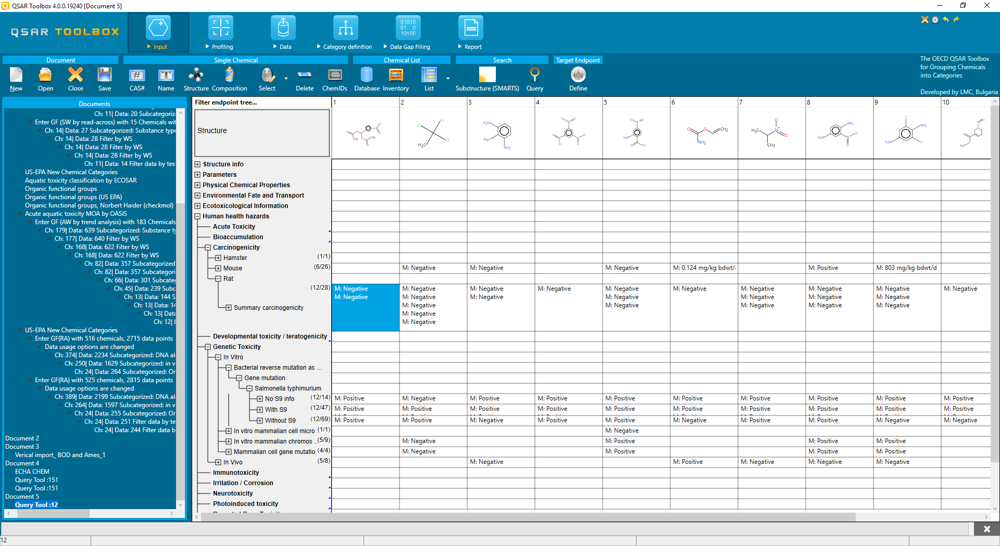 QSAR Toolbox 4.0.0.19240 [Document 5]
QSAR TOOLBOX
Input
Profiling
Data
Category definition
Data Gap Filling
Report
01010
01 0
10100
Document
Single Chemical
Chemical List
Search
Target Endpoint
New
Open
Close
Save
CAS#
Name
Structure
Composition
Select
Delete
ChemIDs
Database
Inventory
List
Substructure (SMARTS)
Query
Define
The OECD QSAR Toolbox
for Grouping Chemicals
into Categories
Developed by LMC, Bulgaria
Documents
Ch: 11| Data: 20 Subcategoriz
Enter GF (SW by read-across) with 15 Chemicals wit
Ch: 14| Data: 27 Subcategorized: Substance type
Ch: 14| Data: 28 Filter by WS
Ch: 14| Data: 28 Filter by WS
Ch: 14| Data: 28 Filter by WS
Ch: 11| Data: 14 Filter data by tes
US-EPA New Chemical Categories
Aquatic toxicity classification by ECOSAR
Organic functional groups
Organic functional groups (US EPA)
Organic functional groups, Norbert Haider (checkmol)
Acute aquatic toxicity MOA by OASIS
Enter GF (AW by trend analysis) with 183 Chemicals
Ch: 179| Data: 639 Subcategorized: Substance ty
Ch: 177| Data: 640 Filter by WS
Ch: 168| Data: 622 Filter by WS
Ch: 168| Data: 622 Filter by WS
Ch: 82| Data: 357 Subcategorized
Ch: 82| Data: 357 Subcategori
Ch: 66| Data: 301 Subcateg
Ch: 45| Data: 239 Subc
Ch: 13| Data: 144 S
Ch: 13| Data: 14
Ch: 13| Data
Ch: 12| D
US-EPA New Chemical Categories
Enter GF(RA) with 516 chemicals, 2715 data points
Data usage options are changed
Ch: 374| Data: 2234 Subcategorized: DNA al
Ch: 250| Data: 1629 Subcategorized: in v
Ch: 24| Data: 264 Subcategorized: Or
Enter GF(RA) with 525 chemicals, 2815 data points
Data usage options are changed
Ch: 389| Data: 2199 Subcategorized: DNA al
Ch: 264| Data: 1597 Subcategorized: in v
Ch: 24| Data: 255 Subcategorized: Or
Ch: 24| Data: 251 Filter data by te
Ch: 24| Data: 244 Filter data b
Document 2
Document 3
Verical import_ BOD and Ames_1
Document 4
ECHA CHEM
Query Tool :151
Query Tool :151
Document 5
Query Tool :12
Filter endpoint tree... 1 2 3 4 5 6 7 8 9 10
Structure
Structure info
Parameters
Physical Chemical Properties
Environmental Fate and Transport
Ecotoxicological Information
Human health hazards
Acute Toxicity
Bioaccumulation
Carcinogenicity
Hamster (1/1)
Mouse (6/26) M: Negative M: Negative M: Negative M: 0.124 mg/kg bdwt/ M: Positive M: 803 mg/kg bdwt/d
Rat
(12/28) M: Negative M: Negative M: Negative M: Negative M: Negative M: Negative M: Negative M: Negative M: Negative M: Negative
M: Negative M: Negative M: Negative M: Negative M: Negative M: Negative M: Negative
M: Negative M: Negative M: Negative M: Negative M: Negative
Summary carcinogenicity M: Negative
M: Negative
Developmental toxicity / teratogenicity
Genetic Toxicity
In Vitro
Bacterial reverse mutation as ...
Gene mutation
Salmonella typhimurium
No S9 info (12/14) M: Positive M: Negative M: Positive M: Positive M: Positive M: Positive M: Positive M: Positive M: Positive M: Positive
With S9 (12/47) M: Positive M: Positive M: Positive M: Positive M: Positive M: Positive M: Positive M: Positive M: Positive M: Positive
Without S9 (12/69) M: Positive M: Positive M: Negative M: Positive M: Positive M: Negative M: Positive M: Positive M: Negative M: Negative
In vitro mammalian cell micro (1/1) M: Negative
In vitro mammalian chromos .. (5/9) M: Negative M: Positive M: Positive M: Positive
Mammalian cell gene mutatio (4/4) M: Negative M: Positive M: Positive M: Positive
In Vivo (5/8) M: Negative M: Positive M: Negative M: Negative M: Negative
Immunotoxicity
Irritation / Corrosion
Neurotoxicity
Photoinduced toxicity
12